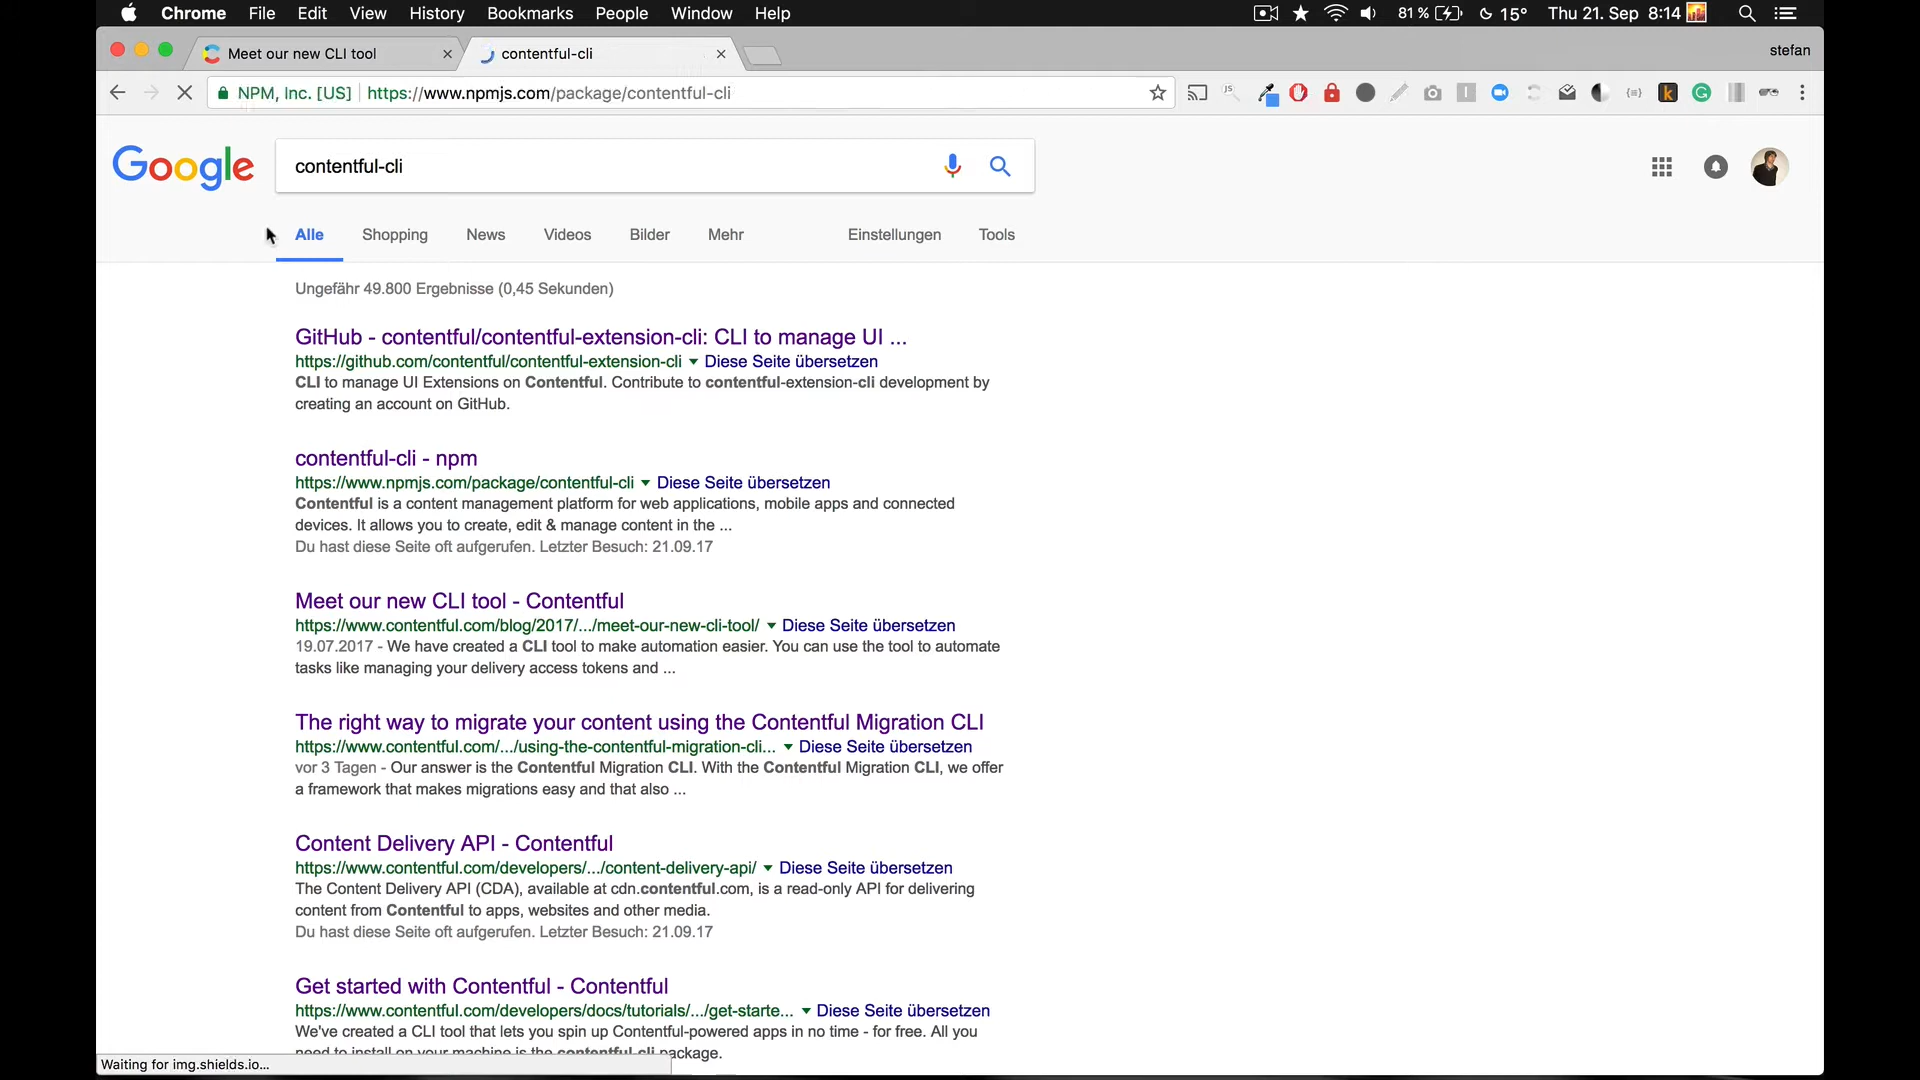 Chrome File Edit View History Bookmarks People Window Help 81 % 15° Thu 21. Sep 8:14
Meet our new CLI tool contentful-cli stefan
NPM, Inc. [US] https://www.npmjs.com/package/contentful-cli
Google contentful-cli
Alle Shopping News Videos Bilder Mehr Einstellungen Tools
Ungefähr 49.800 Ergebnisse (0,45 Sekunden)
GitHub - contentful/contentful-extension-cli: CLI to manage UI ...
https://github.com/contentful/contentful-extension-cli Diese Seite übersetzen
CLI to manage UI Extensions on Contentful. Contribute to contentful-extension-cli development by
creating an account on GitHub.
contentful-cli - npm
https://www.npmjs.com/package/contentful-cli Diese Seite übersetzen
Contentful is a content management platform for web applications, mobile apps and connected
devices. It allows you to create, edit & manage content in the ...
Du hast diese Seite oft aufgerufen. Letzter Besuch: 21.09.17
Meet our new CLI tool - Contentful
https://www.contentful.com/blog/2017/.../meet-our-new-cli-tool/ Diese Seite übersetzen
19.07.2017 - We have created a CLI tool to make automation easier. You can use the tool to automate
tasks like managing your delivery access tokens and ...
The right way to migrate your content using the Contentful Migration CLI
https://www.contentful.com/.../using-the-contentful-migration-cli... Diese Seite übersetzen
vor 3 Tagen - Our answer is the Contentful Migration CLI. With the Contentful Migration CLI, we offer
a framework that makes migrations easy and that also ...
Content Delivery API - Contentful
https://www.contentful.com/developers/.../content-delivery-api/ Diese Seite übersetzen
The Content Delivery API (CDA), available at cdn.contentful.com, is a read-only API for delivering
content from Contentful to apps, websites and other media.
Du hast diese Seite oft aufgerufen. Letzter Besuch: 21.09.17
Get started with Contentful - Contentful
https://www.contentful.com/developers/docs/tutorials/.../get-starte... Diese Seite übersetzen
We've created a CLI tool that lets you spin up Contentful-powered apps in no time - for free. All you
need to install on your machine is the contentful-cli package.
Waiting for img.shields.io...